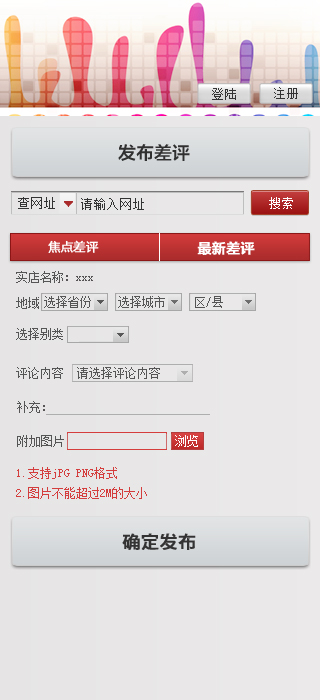 登陆 注册
发布差评
查网址 请输入网址 搜索
焦点差评 最新差评
实店名称: xxx
地域 选择省份 选择城市 区/县
选择别类
评论内容 请选择评论内容
补充:
附加图片 浏览
1.支持jPG PNG格式
2.图片不能超过2M的大小
确定发布